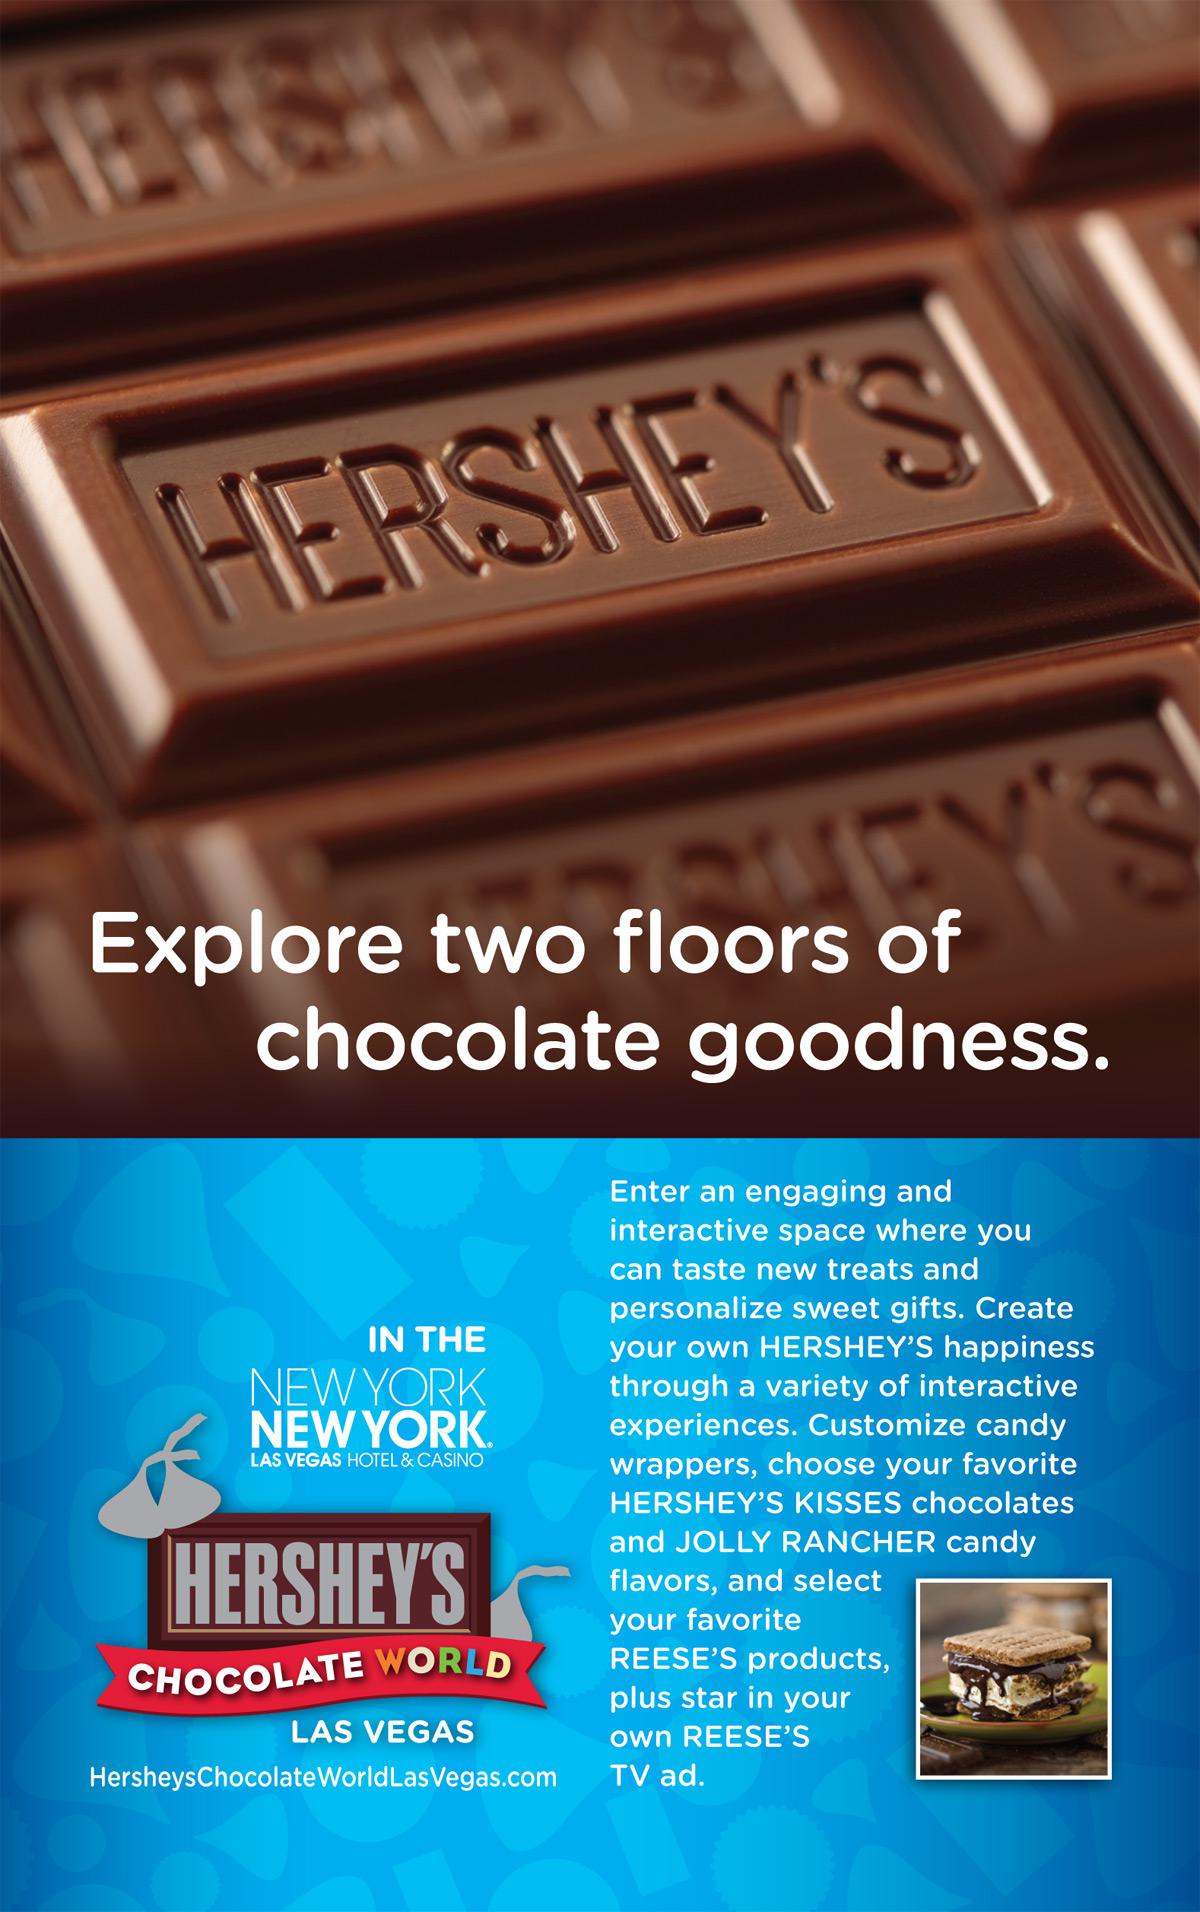 HERSHEY'S
HERSHEY'S
HERSHEY'S
Explore two floors of
chocolate goodness.
IN THE
NEW YORK
NEW YORK®
LAS VEGAS HOTEL & CASINO
HERSHEY'S
CHOCOLATE WORLD
LAS VEGAS
HersheysChocolateWorldLasVegas.com
Enter an engaging and
interactive space where you
can taste new treats and
personalize sweet gifts. Create
your own HERSHEY'S happiness
through a variety of interactive
experiences. Customize candy
wrappers, choose your favorite
HERSHEY'S KISSES chocolates
and JOLLY RANCHER candy
flavors, and select
your favorite
REESE'S products,
plus star in your
own REESE'S
TV ad.